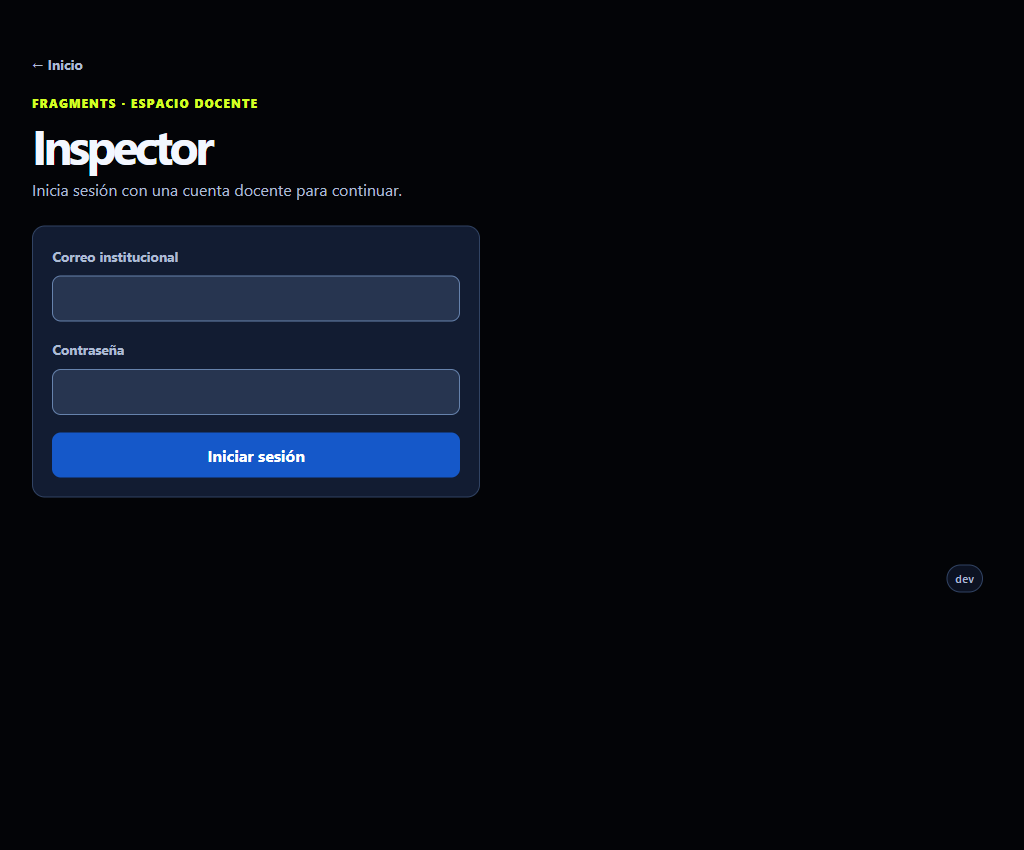 ← Inicio
FRAGMENTS · ESPACIO DOCENTE
Inspector
Inicia sesión con una cuenta docente para continuar.
Correo institucional
Contraseña
Iniciar sesión
dev